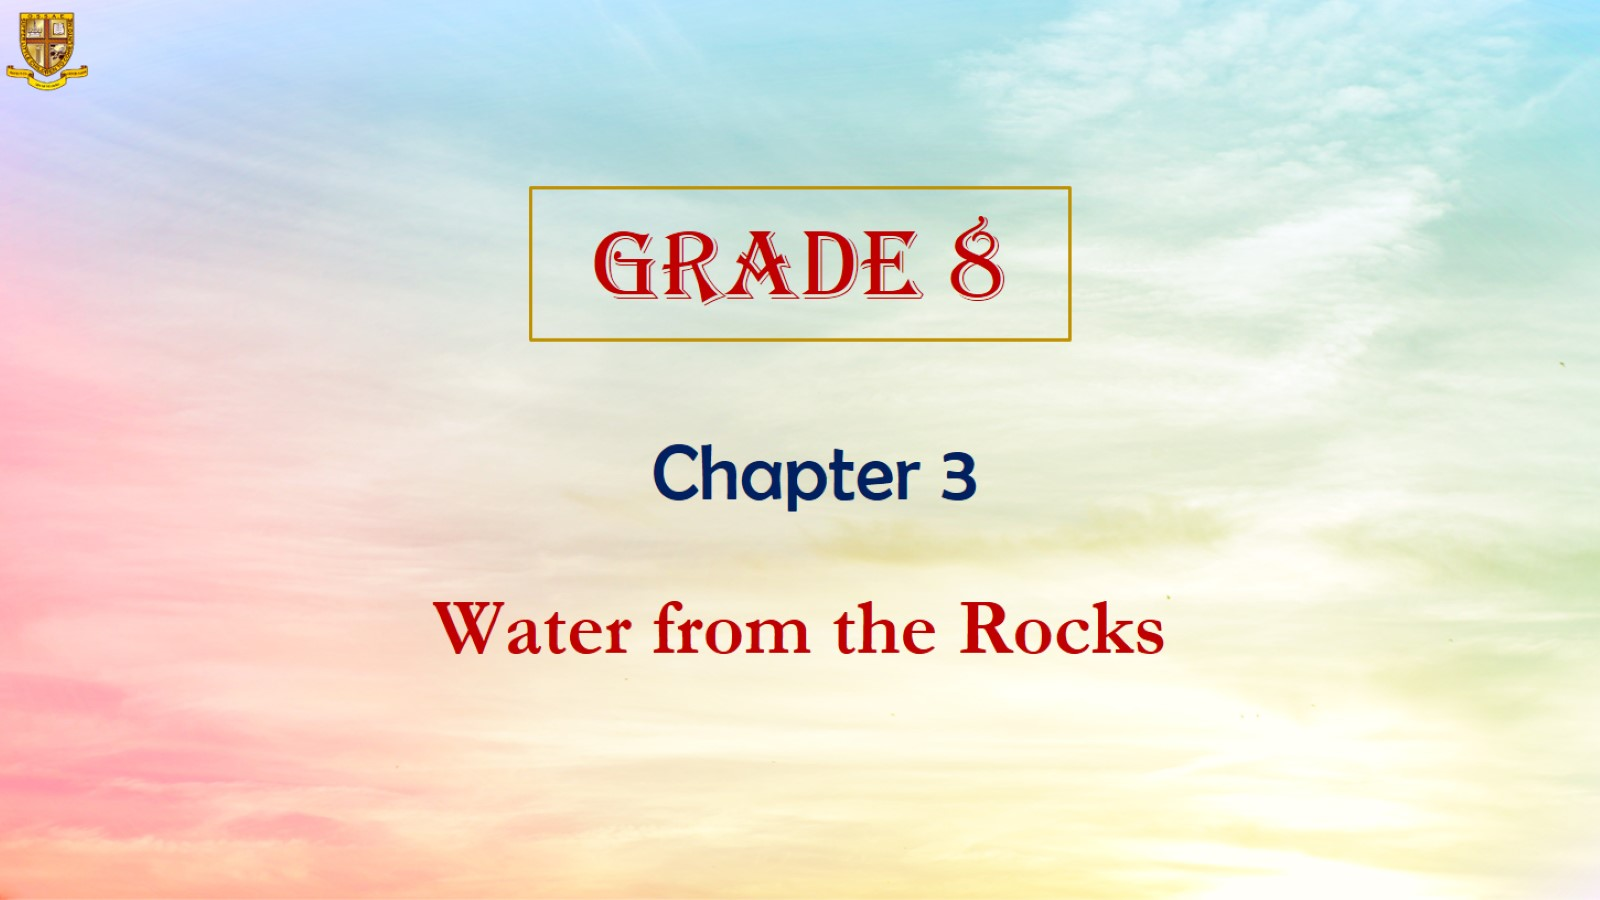 O.S.S.A.E.
GRADE 8
Chapter 3
Water from the Rocks